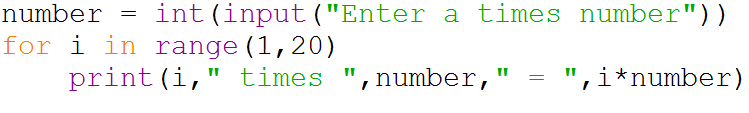 number = int(input("Enter a times number"))
for i in range(1,20)
    print(i," times ",number," = ",i*number)